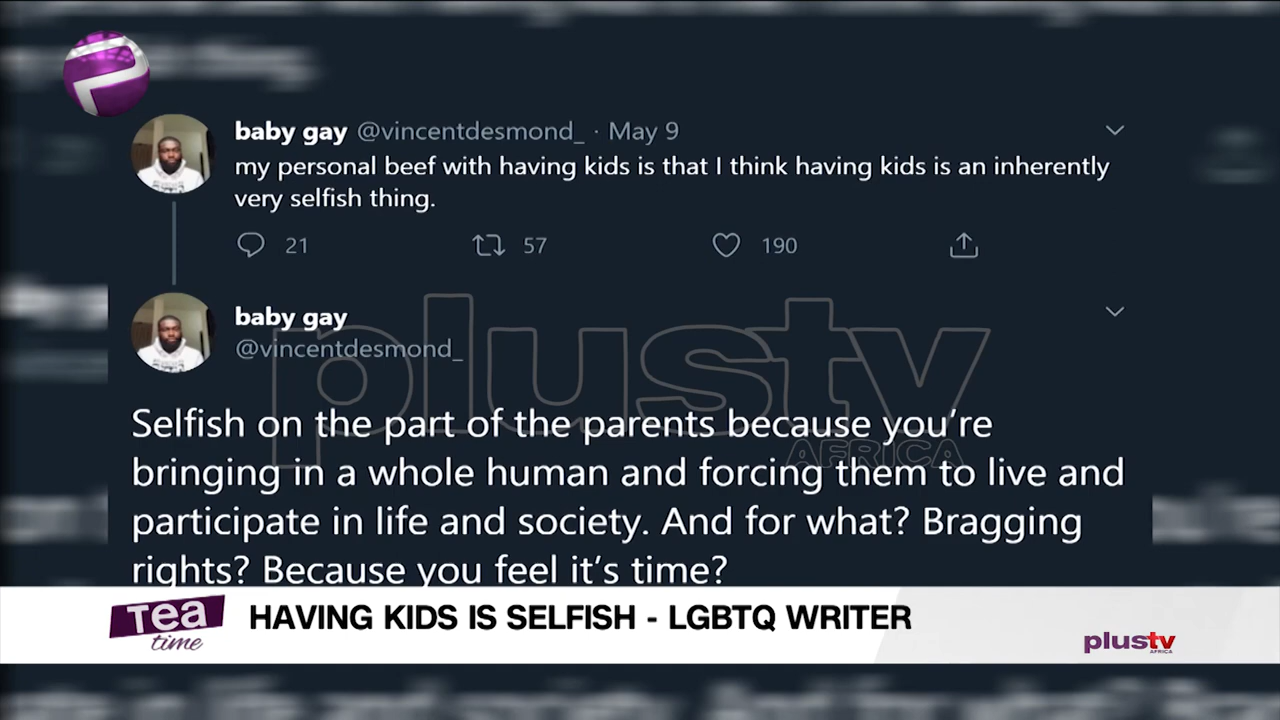 baby gay @vincentdesmond_ · May 9
my personal beef with having kids is that I think having kids is an inherently
very selfish thing.
21 57 190
baby gay
@vincentdesmond_
plustv
AFRICA
Selfish on the part of the parents because you’re
bringing in a whole human and forcing them to live and
participate in life and society. And for what? Bragging
rights? Because you feel it’s time?
Tea
time
HAVING KIDS IS SELFISH - LGBTQ WRITER
plustv
AFRICA